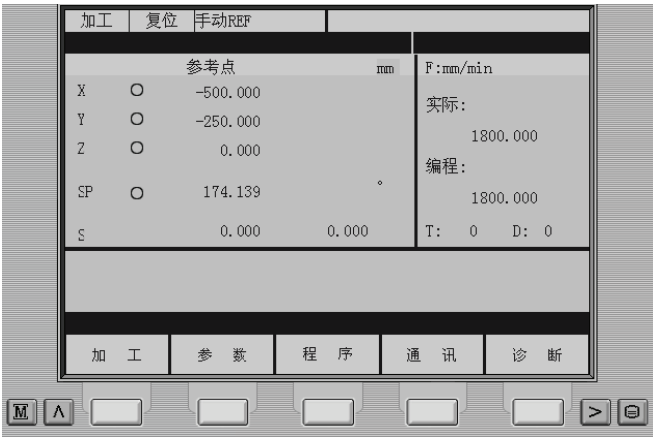 加工 复位 手动REF
参考点 mm F:mm/min
X -500.000
实际:
Y -250.000
1800.000
Z 0.000
编程:
SP 174.139 °
1800.000
S 0.000 0.000 T: 0 D: 0
加 工 参 数 程 序 通 讯 诊 断
M Λ >